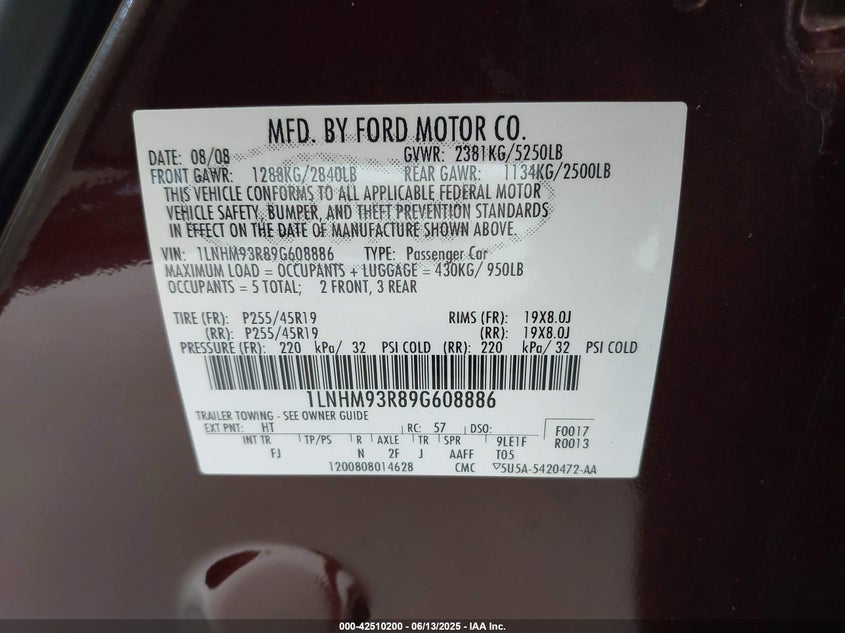 MFD. BY FORD MOTOR CO.
DATE: 08/08 GVWR: 2381KG/5250LB
FRONT GAWR: 1288KG/2840LB REAR GAWR: 1134KG/2500LB
THIS VEHICLE CONFORMS TO ALL APPLICABLE FEDERAL MOTOR
VEHICLE SAFETY, BUMPER, AND THEFT PREVENTION STANDARDS
IN EFFECT ON THE DATE OF MANUFACTURE SHOWN ABOVE.
VIN: 1LNHM93R89G608886 TYPE: Passenger Car
MAXIMUM LOAD = OCCUPANTS + LUGGAGE = 430KG/ 950LB
OCCUPANTS = 5 TOTAL; 2 FRONT, 3 REAR
TIRE (FR): P255/45R19 RIMS (FR): 19X8.0J
(RR): P255/45R19 (RR): 19X8.0J
PRESSURE (FR): 220 kPa/ 32 PSI COLD (RR): 220 kPa/ 32 PSI COLD
1LNHM93R89G608886
TRAILER TOWING - SEE OWNER GUIDE
EXT PNT: HT RC: 57 DSO: F0017
INT TR TP/PS R AXLE TR SPR 9LE1F R0013
FJ N 2F J AAFF T05
1200808014628 CMC 5U5A-5420472-AA
000-42510200 - 06/13/2025 - IAA Inc.